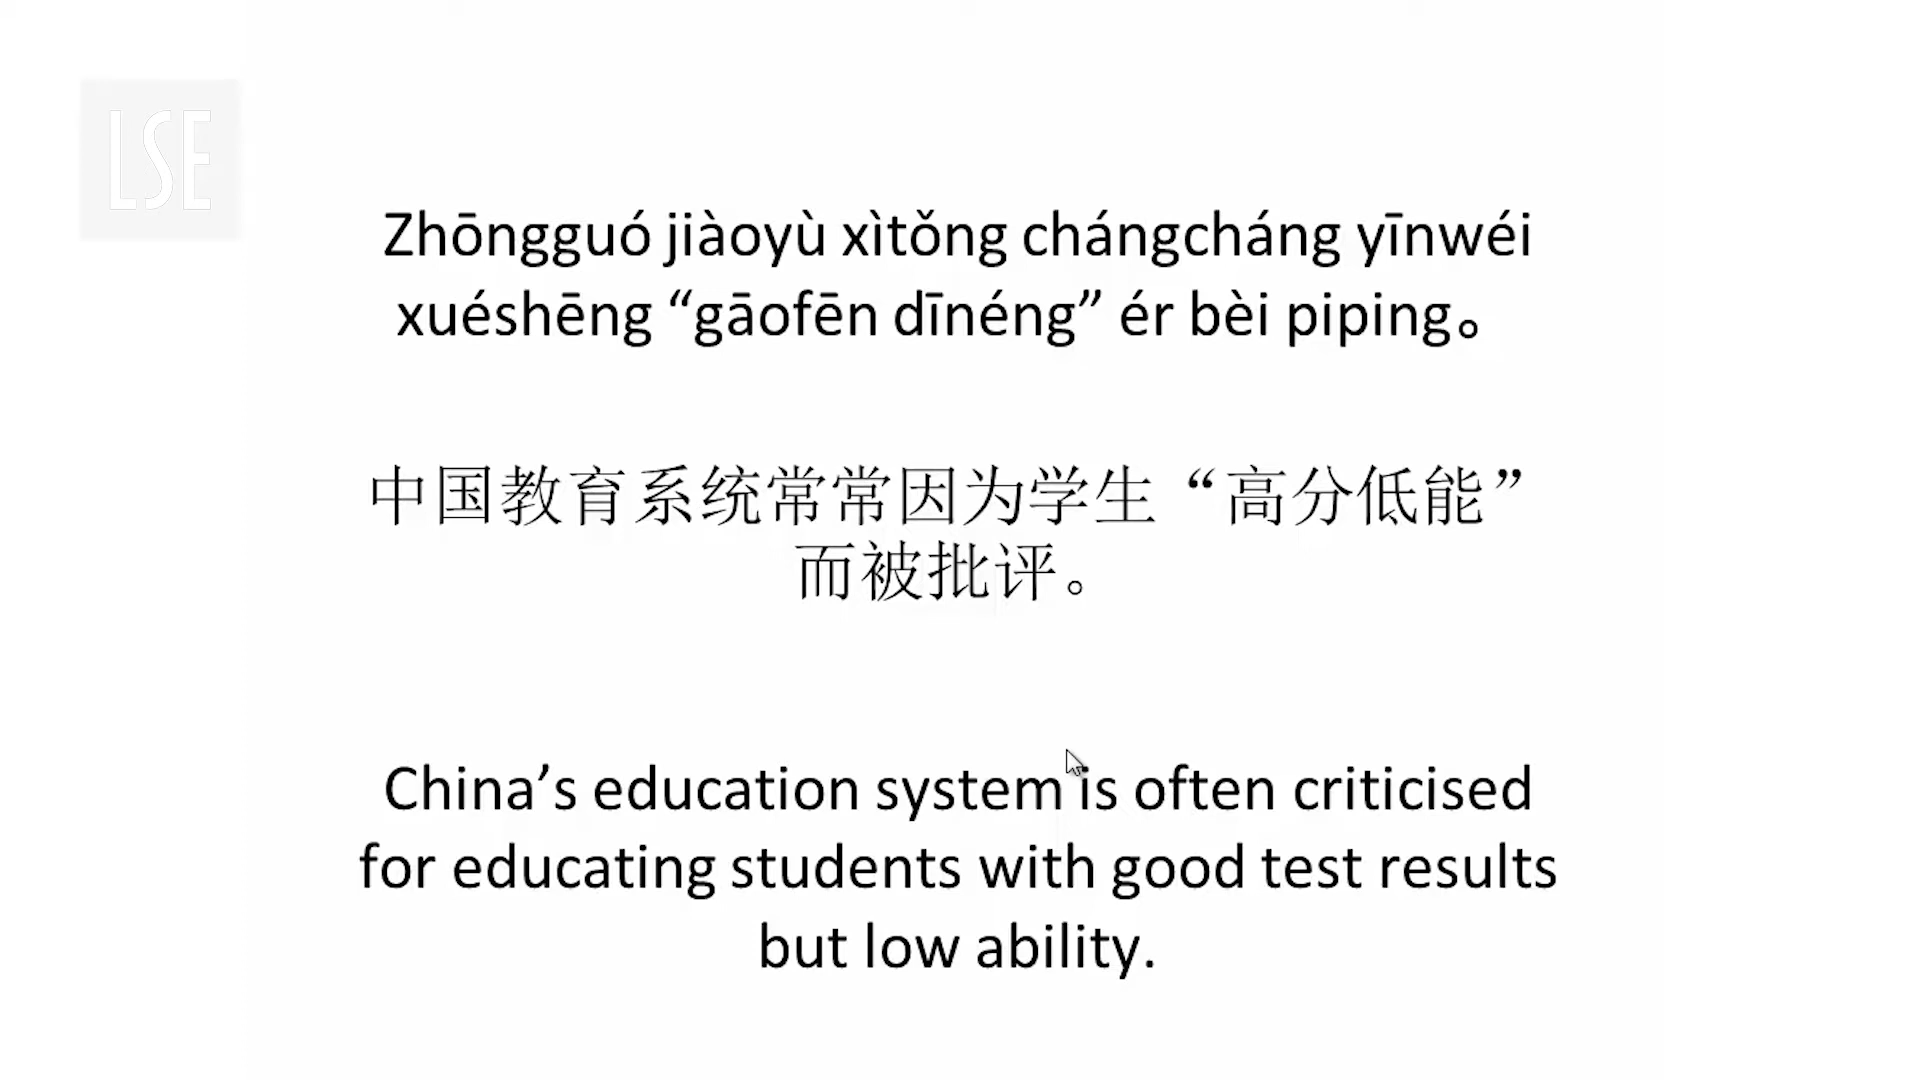 LSE
Zhōngguó jiàoyù xìtǒng chángcháng yīnwéi
xuéshēng “gāofēn dīnéng” ér bèi piping。
中国教育系统常常因为学生“高分低能”
而被批评。
China’s education system is often criticised
for educating students with good test results
but low ability.